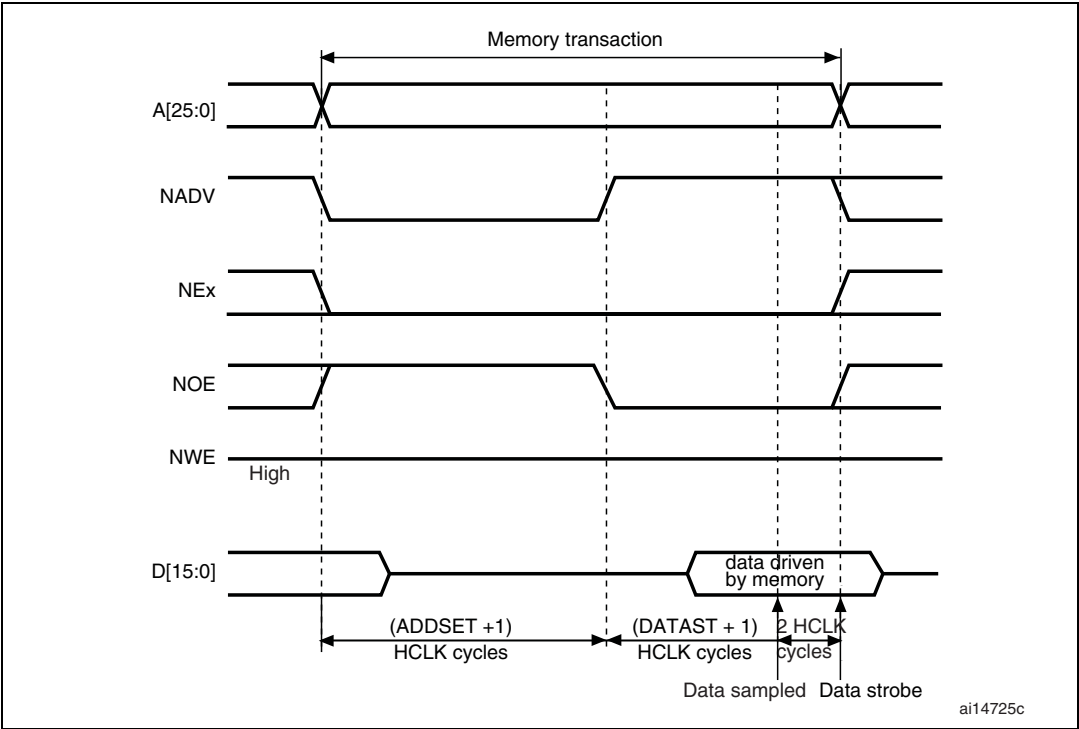 Memory transaction
A[25:0]
NADV
NEx
NOE
NWE
High
D[15:0]
data driven
by memory
(ADDSET +1)
HCLK cycles
(DATAST + 1)
HCLK cycles
2 HCLK
cycles
Data sampled
Data strobe
ai14725c